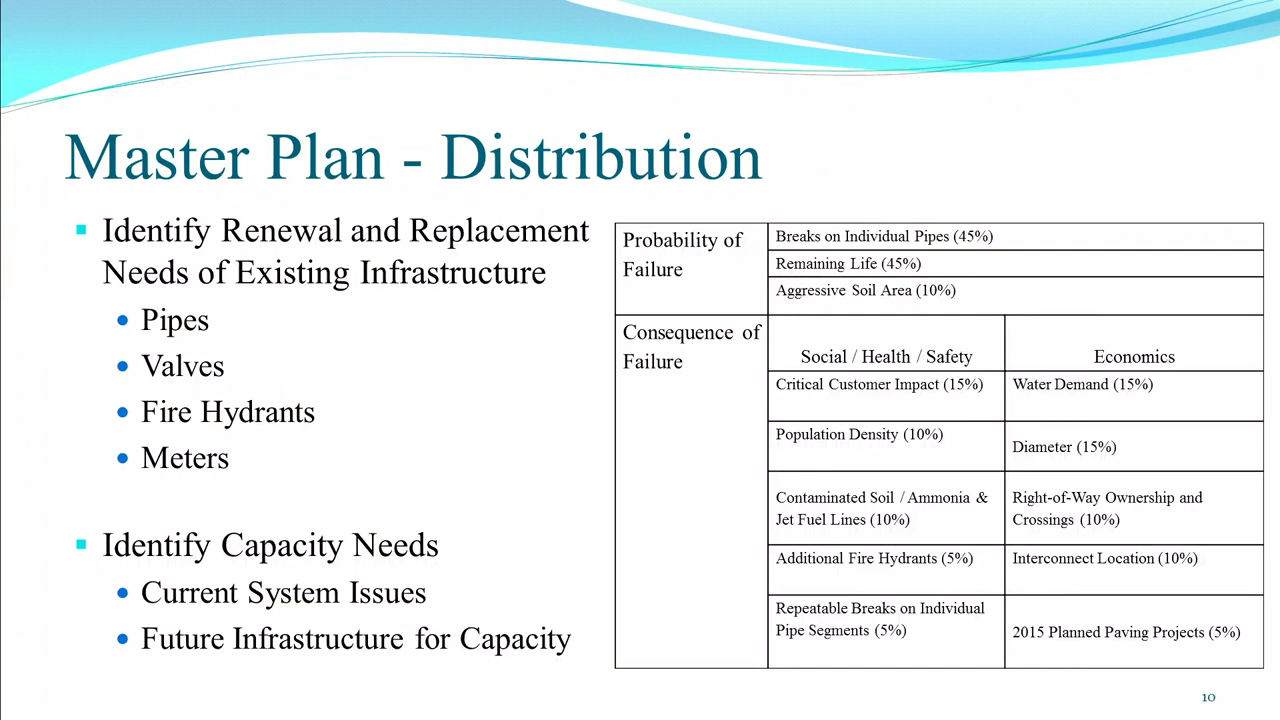 Master Plan - Distribution
Identify Renewal and Replacement
Needs of Existing Infrastructure
Pipes
Valves
Fire Hydrants
Meters
Identify Capacity Needs
Current System Issues
Future Infrastructure for Capacity
Probability of
Failure
Breaks on Individual Pipes (45%)
Remaining Life (45%)
Aggressive Soil Area (10%)
Consequence of
Failure
Social / Health / Safety
Economics
Critical Customer Impact (15%)
Water Demand (15%)
Population Density (10%)
Diameter (15%)
Contaminated Soil / Ammonia &
Jet Fuel Lines (10%)
Right-of-Way Ownership and
Crossings (10%)
Additional Fire Hydrants (5%)
Interconnect Location (10%)
Repeatable Breaks on Individual
Pipe Segments (5%)
2015 Planned Paving Projects (5%)
10